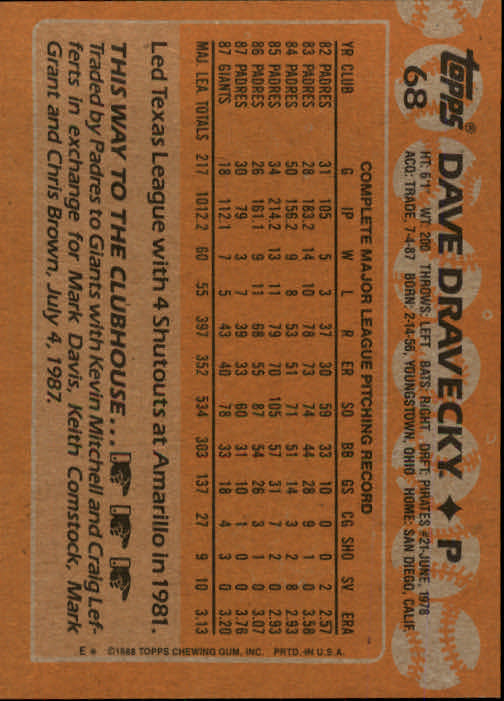 topps®
68
DAVE DRAVECKY ✦ P
HT: 6'1" WT: 200 THROWS: LEFT BATS: RIGHT DRFT: PIRATES #21-JUNE, 1978
ACQ: TRADE, 7-4-87 BORN: 2-14-56, YOUNGSTOWN, OHIO HOME: SAN DIEGO, CALIF.
COMPLETE MAJOR LEAGUE PITCHING RECORD
YR CLUB G IP W L R ER SO BB GS CG SHO SV ERA
82 PADRES 31 105 5 3 37 30 59 33 10 0 0 2 2.57
83 PADRES 28 183.2 14 10 78 73 74 44 28 9 1 0 3.58
84 PADRES 50 156.2 9 8 53 51 71 51 14 3 2 8 2.93
85 PADRES 34 214.2 13 11 79 70 105 57 31 7 2 0 2.93
86 PADRES 26 161.1 9 11 68 55 87 54 26 3 1 0 3.07
87 PADRES 30 79 3 7 39 33 60 31 10 1 0 0 3.76
87 GIANTS 18 112.1 7 5 43 40 78 33 18 4 3 0 3.20
MAJ. LEA. TOTALS 217 1012.2 60 55 397 352 534 303 137 27 9 10 3.13
Led Texas League with 4 Shutouts at Amarillo in 1981.
THIS WAY TO THE CLUBHOUSE...
Traded by Padres to Giants with Kevin Mitchell and Craig Lef-
ferts in exchange for Mark Davis, Keith Comstock, Mark
Grant and Chris Brown, July 4, 1987.
E* ©1988 TOPPS CHEWING GUM, INC. PRTD. IN U.S.A.